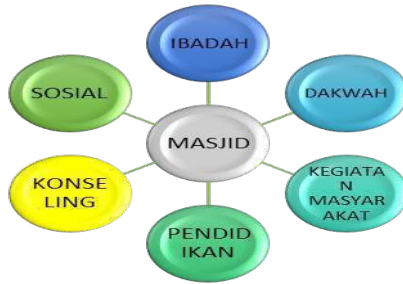 IBADAH
SOSIAL
DAKWAH
MASJID
KONSE
LING
KEGIATA
N
MASYAR
AKAT
PENDID
IKAN